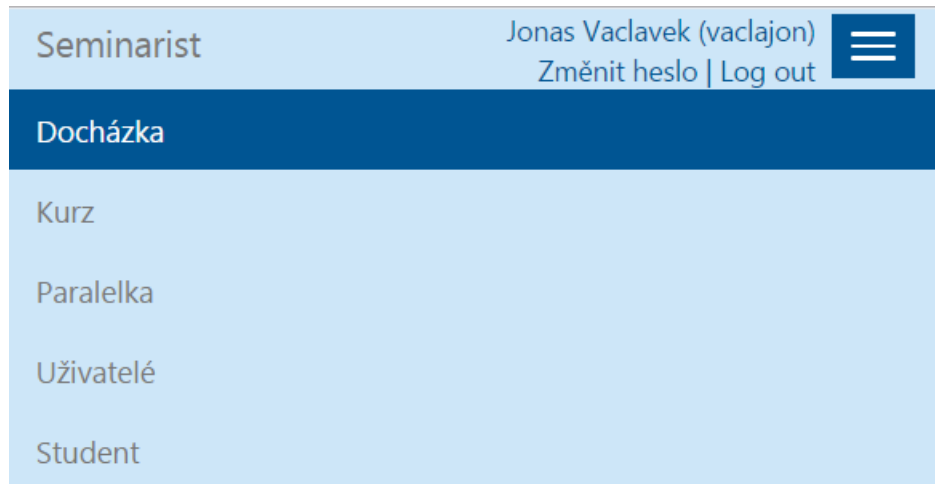 Seminarist
Jonas Vaclavek (vaclajon)
Změnit heslo | Log out
Docházka
Kurz
Paralelka
Uživatelé
Student